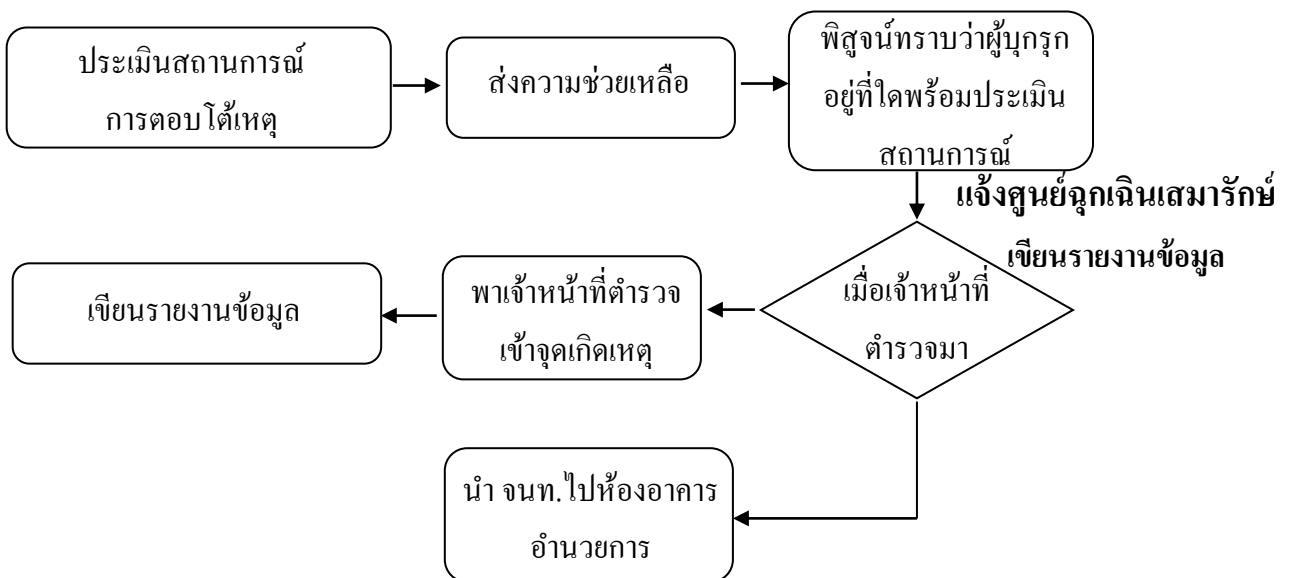 ประเมินสถานการณ์
การตอบโต้เหตุ
ส่งความช่วยเหลือ
พิสูจน์ทราบว่าผู้บุกรุก
อยู่ที่ใดพร้อมประเมิน
สถานการณ์
แจ้งศูนย์ฉุกเฉินเสมารักษ์
เขียนรายงานข้อมูล
เมื่อเจ้าหน้าที่
ตำรวจมา
พาเจ้าหน้าที่ตำรวจ
เข้าจุดเกิดเหตุ
เขียนรายงานข้อมูล
นำ จนท.ไปห้องอาคาร
อำนวยการ